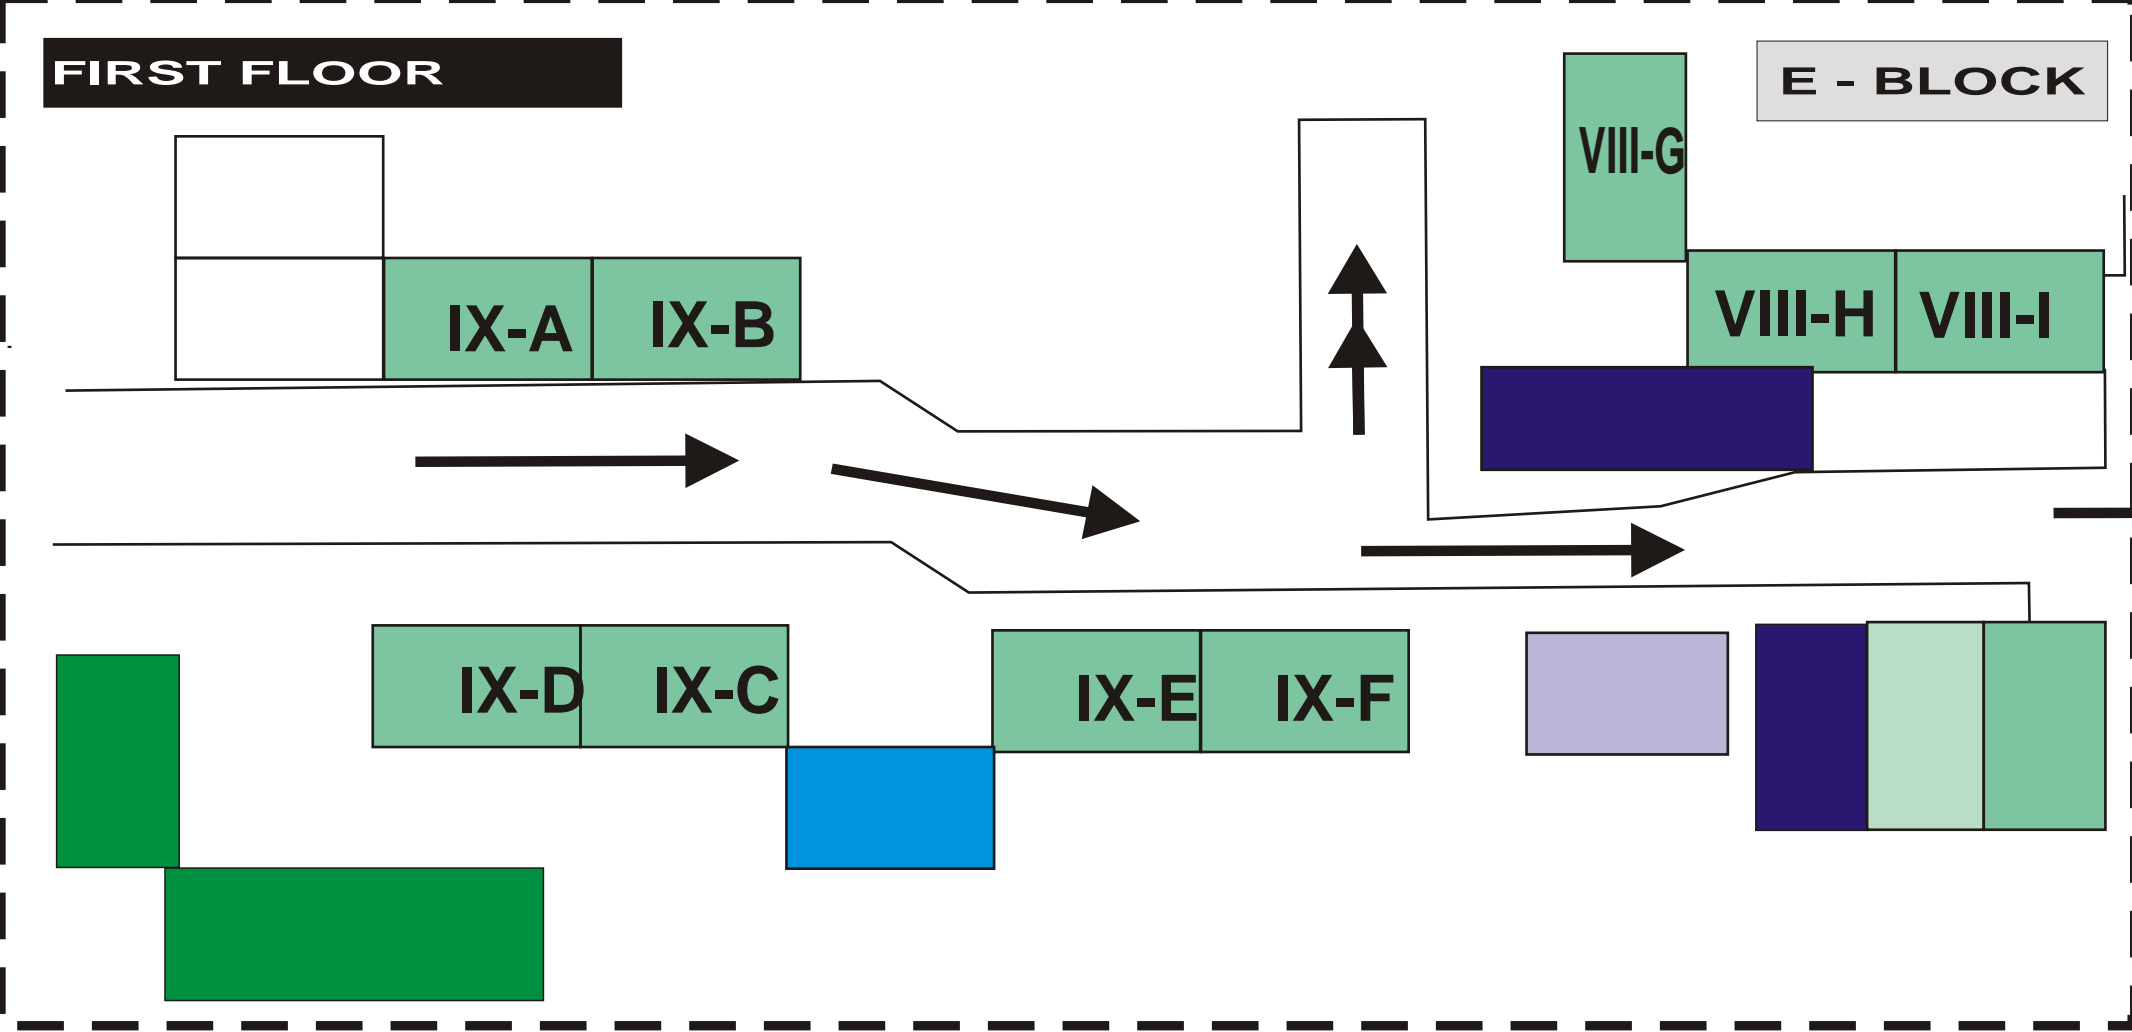 FIRST FLOOR
E - BLOCK
VIII-G
IX-A
IX-B
VIII-H
VIII-I
IX-D
IX-C
IX-E
IX-F